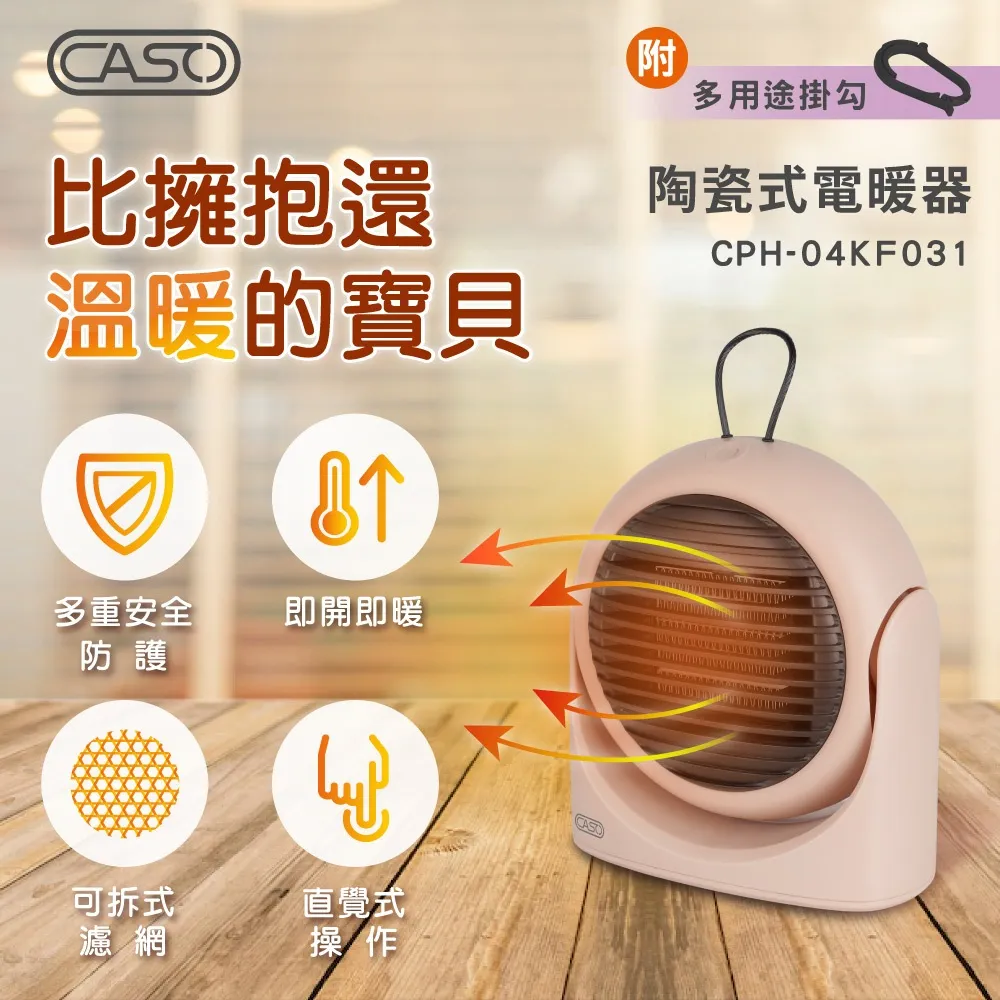 CASO
附
多用途掛勾
陶瓷式電暖器
CPH-04KF031
比擁抱還
溫暖的寶貝
多重安全
防護
即開即暖
可拆式
濾網
直覺式
操作
CASO